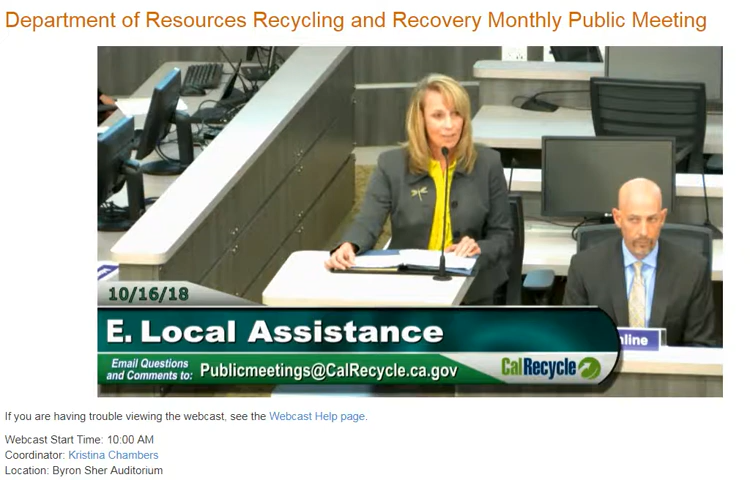 Department of Resources Recycling and Recovery Monthly Public Meeting
10/16/18
E. Local Assistance
Email Questions
and Comments to: Publicmeetings@CalRecycle.ca.gov
CalRecycle
If you are having trouble viewing the webcast, see the Webcast Help page.
Webcast Start Time: 10:00 AM
Coordinator: Kristina Chambers
Location: Byron Sher Auditorium